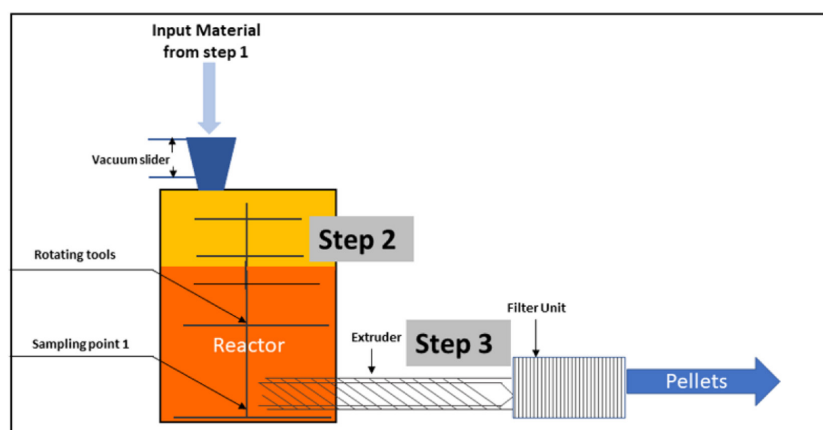 Input Material
from step 1
Vacuum slider
Step 2
Rotating tools
Sampling point 1
Reactor
Extruder
Step 3
Filter Unit
Pellets